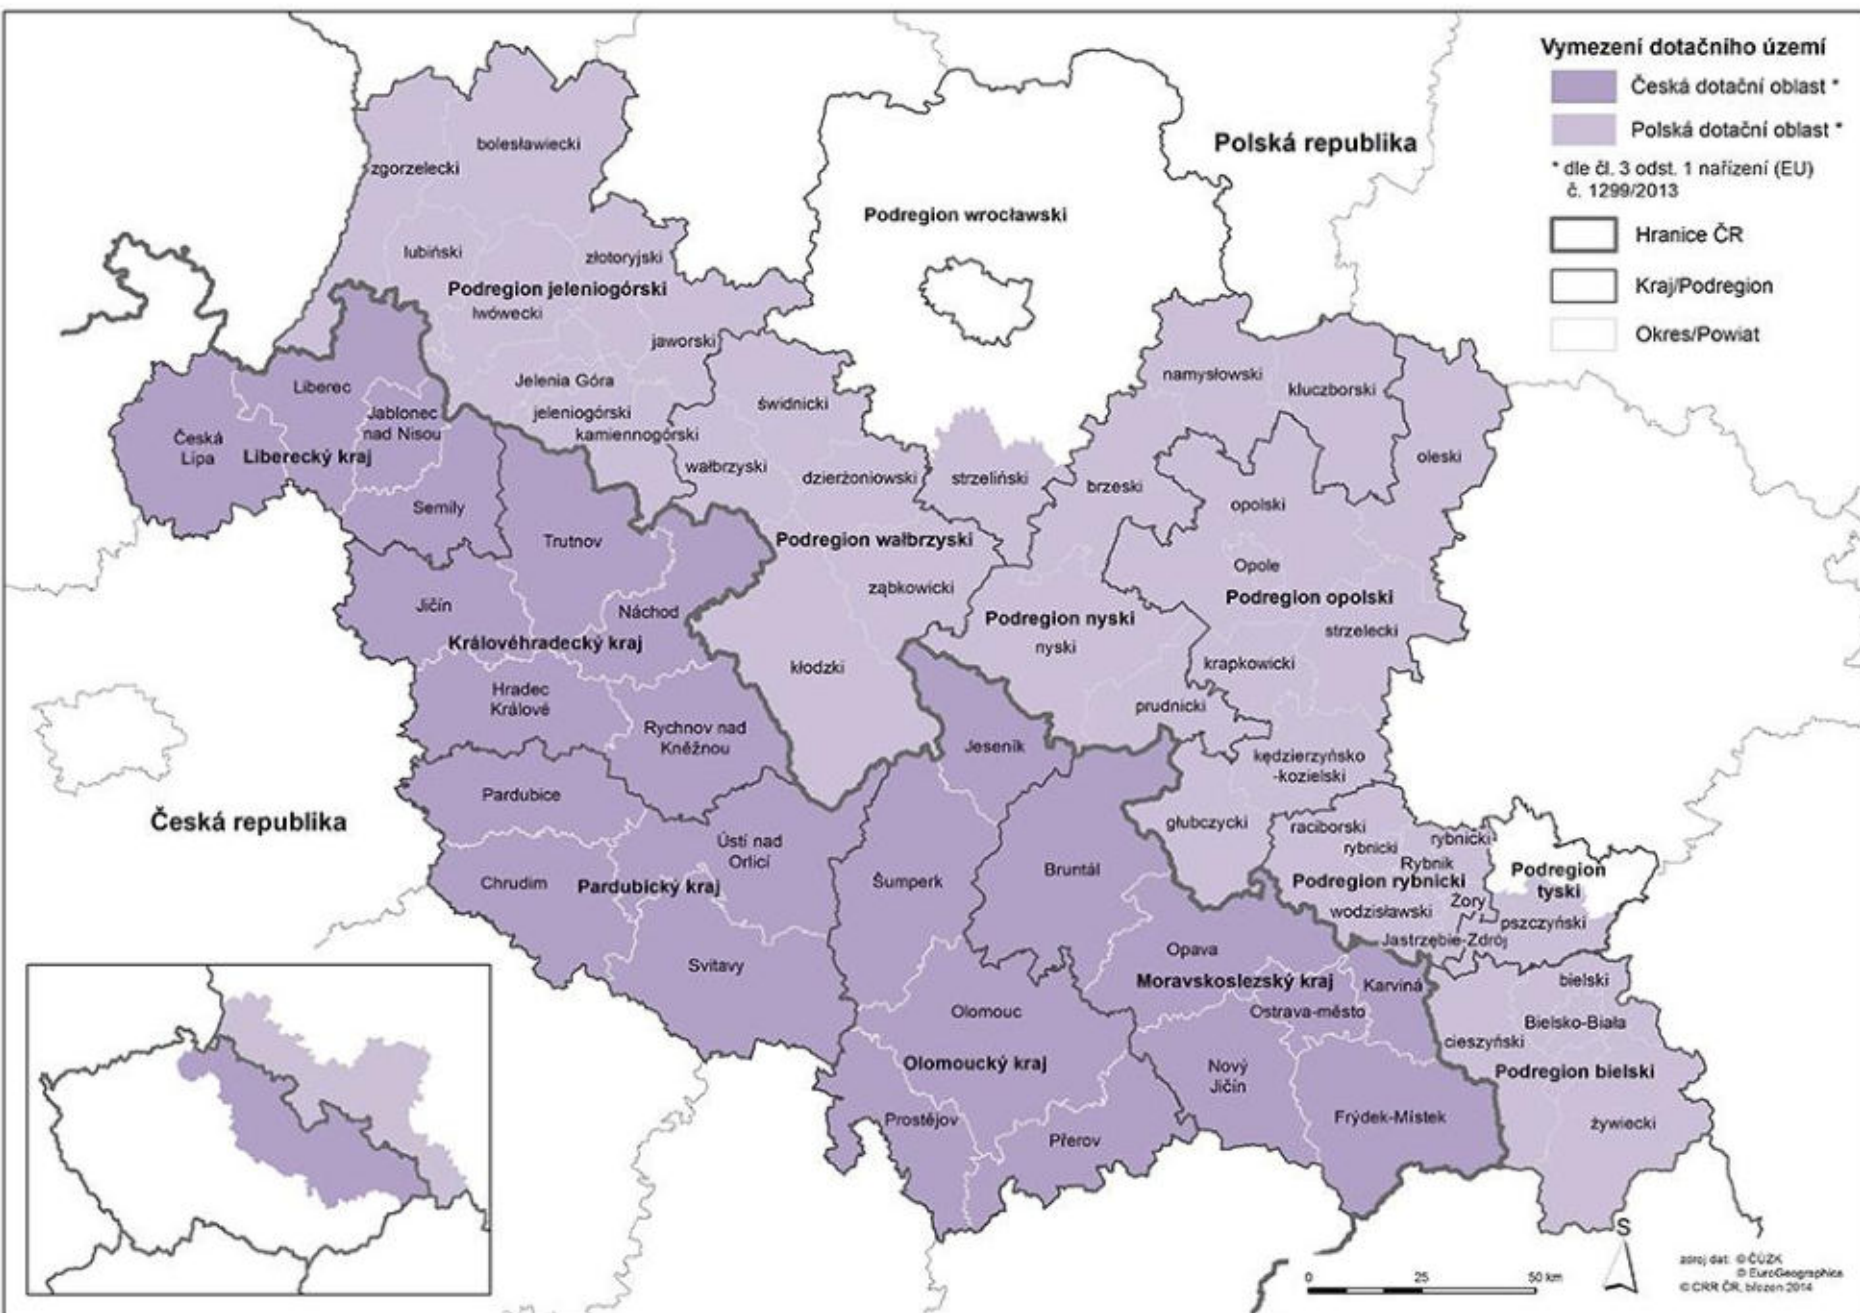 Vymezení dotačního území
Česká dotační oblast *
Polská dotační oblast *
* dle čl. 3 odst. 1 nařízení (EU)
č. 1299/2013
Hranice ČR
Kraj/Podregion
Okres/Powiat
Polská republika
Podregion wrocławski
bolesławiecki
zgorzelecki
lubiński
złotoryjski
Podregion jeleniogórski
lwówecki
jaworski
Jelenia Góra
jeleniogórski
kamiennogórski
świdnicki
wałbrzyski
dzierżoniowski
strzeliński
Podregion wałbrzyski
ząbkowicki
kłodzki
namysłowski
kluczborski
oleski
brzeski
opolski
Opole
Podregion opolski
strzelecki
krapkowicki
Podregion nyski
nyski
prudnicki
kędzierzyńsko
-kozielski
głubczycki
raciborski
rybnicki
rybnicki
Rybnik
Podregion rybnicki
Żory
wodzisławski
Jastrzębie-Zdrój
Podregion
tyski
pszczyński
bielski
Bielsko-Biała
cieszyński
Podregion bielski
żywiecki
Liberec
Jablonec
nad Nisou
Česká
Lípa
Liberecký kraj
Semily
Trutnov
Jičín
Náchod
Královéhradecký kraj
Hradec
Králové
Rychnov nad
Kněžnou
Česká republika
Pardubice
Ústí nad
Orlicí
Chrudim
Pardubický kraj
Svitavy
Jeseník
Šumperk
Bruntál
Opava
Moravskoslezský kraj
Karviná
Ostrava-město
Olomouc
Olomoucký kraj
Nový
Jičín
Frýdek-Místek
Prostějov
Přerov
S
0 25 50 km
zdroj dat: © ČÚZK
© EuroGeographics
© CRR ČR, březen 2014